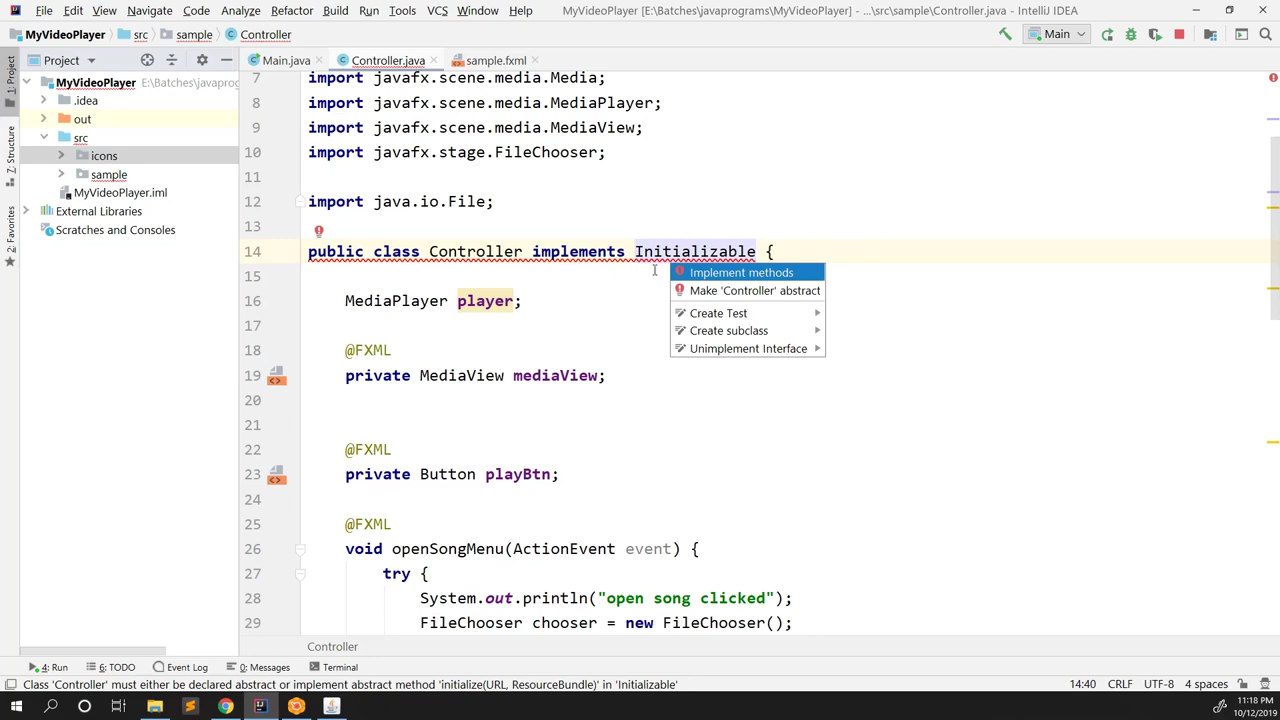 File Edit View Navigate Code Analyze Refactor Build Run Tools VCS Window Help MyVideoPlayer [E:\Batches\javaprograms\MyVideoPlayer] - ...\src\sample\Controller.java - IntelliJ IDEA
MyVideoPlayer src sample Controller Main
Project Main.java Controller.java sample.fxml
1: Project
Z: Structure
2: Favorites
MyVideoPlayer E:\Batches\javaprog
.idea
out
src
icons
sample
MyVideoPlayer.iml
External Libraries
Scratches and Consoles
7 import javafx.scene.media.Media;
8 import javafx.scene.media.MediaPlayer;
9 import javafx.scene.media.MediaView;
10 import javafx.stage.FileChooser;
11
12 import java.io.File;
13
14 public class Controller implements Initializable {
15
16 MediaPlayer player;
17
18 @FXML
19 private MediaView mediaView;
20
21
22 @FXML
23 private Button playBtn;
24
25 @FXML
26 void openSongMenu(ActionEvent event) {
27 try {
28 System.out.println("open song clicked");
29 FileChooser chooser = new FileChooser();
Implement methods
Make 'Controller' abstract
Create Test
Create subclass
Unimplement Interface
Controller
4: Run 6: TODO Event Log 0: Messages Terminal
Class 'Controller' must either be declared abstract or implement abstract method 'initialize(URL, ResourceBundle)' in 'Initializable' 14:40 CRLF UTF-8 4 spaces
11:18 PM
10/12/2019